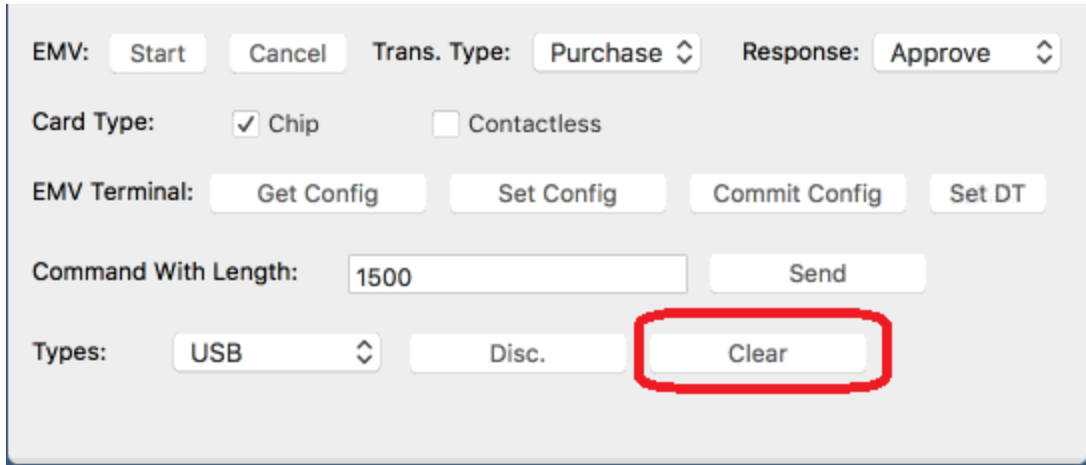 EMV: Start Cancel Trans. Type: Purchase Response: Approve
Card Type: Chip Contactless
EMV Terminal: Get Config Set Config Commit Config Set DT
Command With Length: 1500 Send
Types: USB Disc. Clear